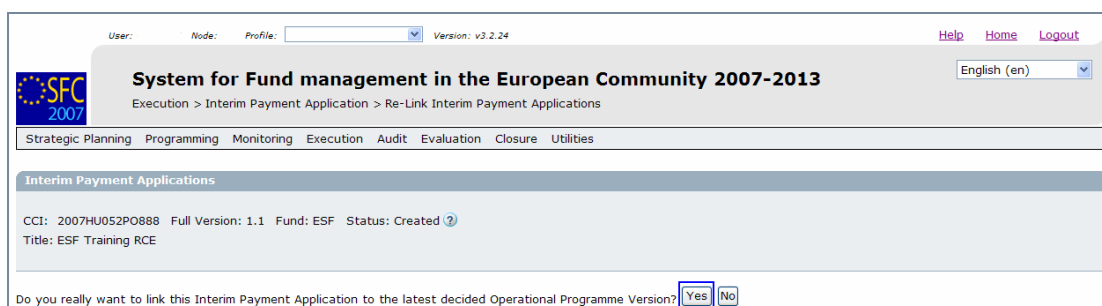 User: Node: Profile: Version: v3.2.24 Help Home Logout
English (en)
SFC
2007
System for Fund management in the European Community 2007-2013
Execution > Interim Payment Application > Re-Link Interim Payment Applications
Strategic Planning Programming Monitoring Execution Audit Evaluation Closure Utilities
Interim Payment Applications
CCI: 2007HU052PO888 Full Version: 1.1 Fund: ESF Status: Created ?
Title: ESF Training RCE
Do you really want to link this Interim Payment Application to the latest decided Operational Programme Version? Yes No